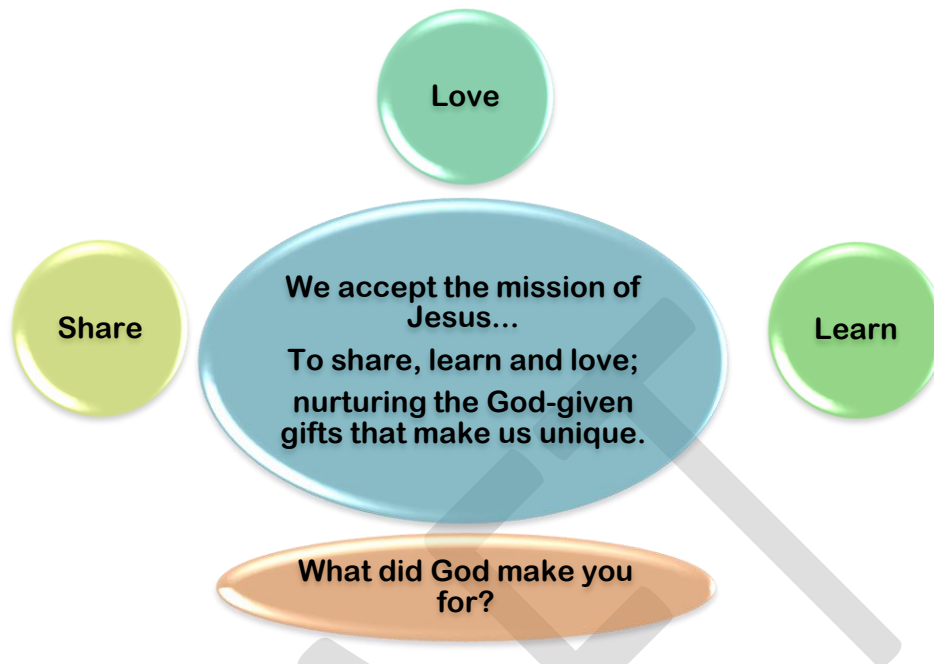 Love
Share
We accept the mission of
Jesus...
To share, learn and love;
nurturing the God-given
gifts that make us unique.
Learn
What did God make you
for?